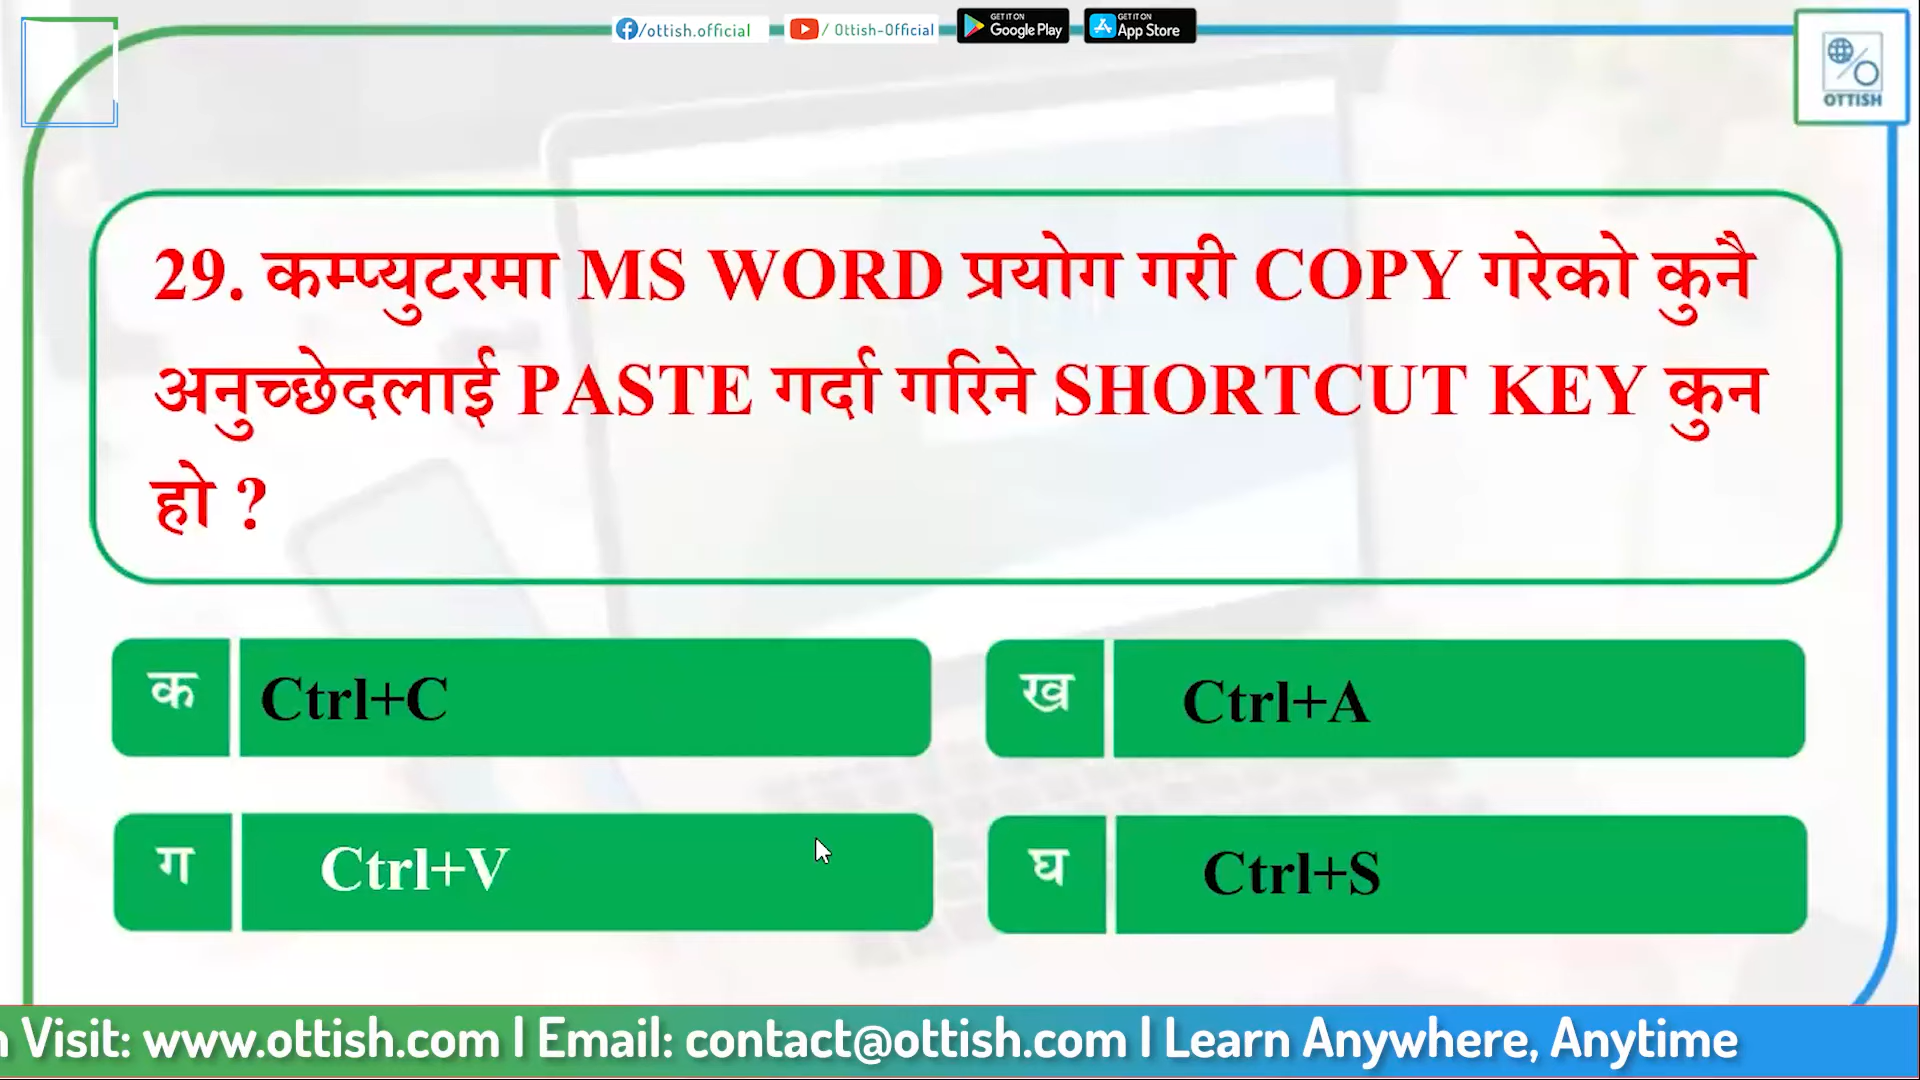 /ottish.official / Ottish-Official GET IT ON Google Play GET IT ON App Store
OTTISH
29. कम्प्युटरमा MS WORD प्रयोग गरी COPY गरेको कुनै
अनुच्छेदलाई PASTE गर्दा गरिने SHORTCUT KEY कुन
हो ?
क Ctrl+C
ख Ctrl+A
ग Ctrl+V
घ Ctrl+S
n Visit: www.ottish.com | Email: contact@ottish.com | Learn Anywhere, Anytime